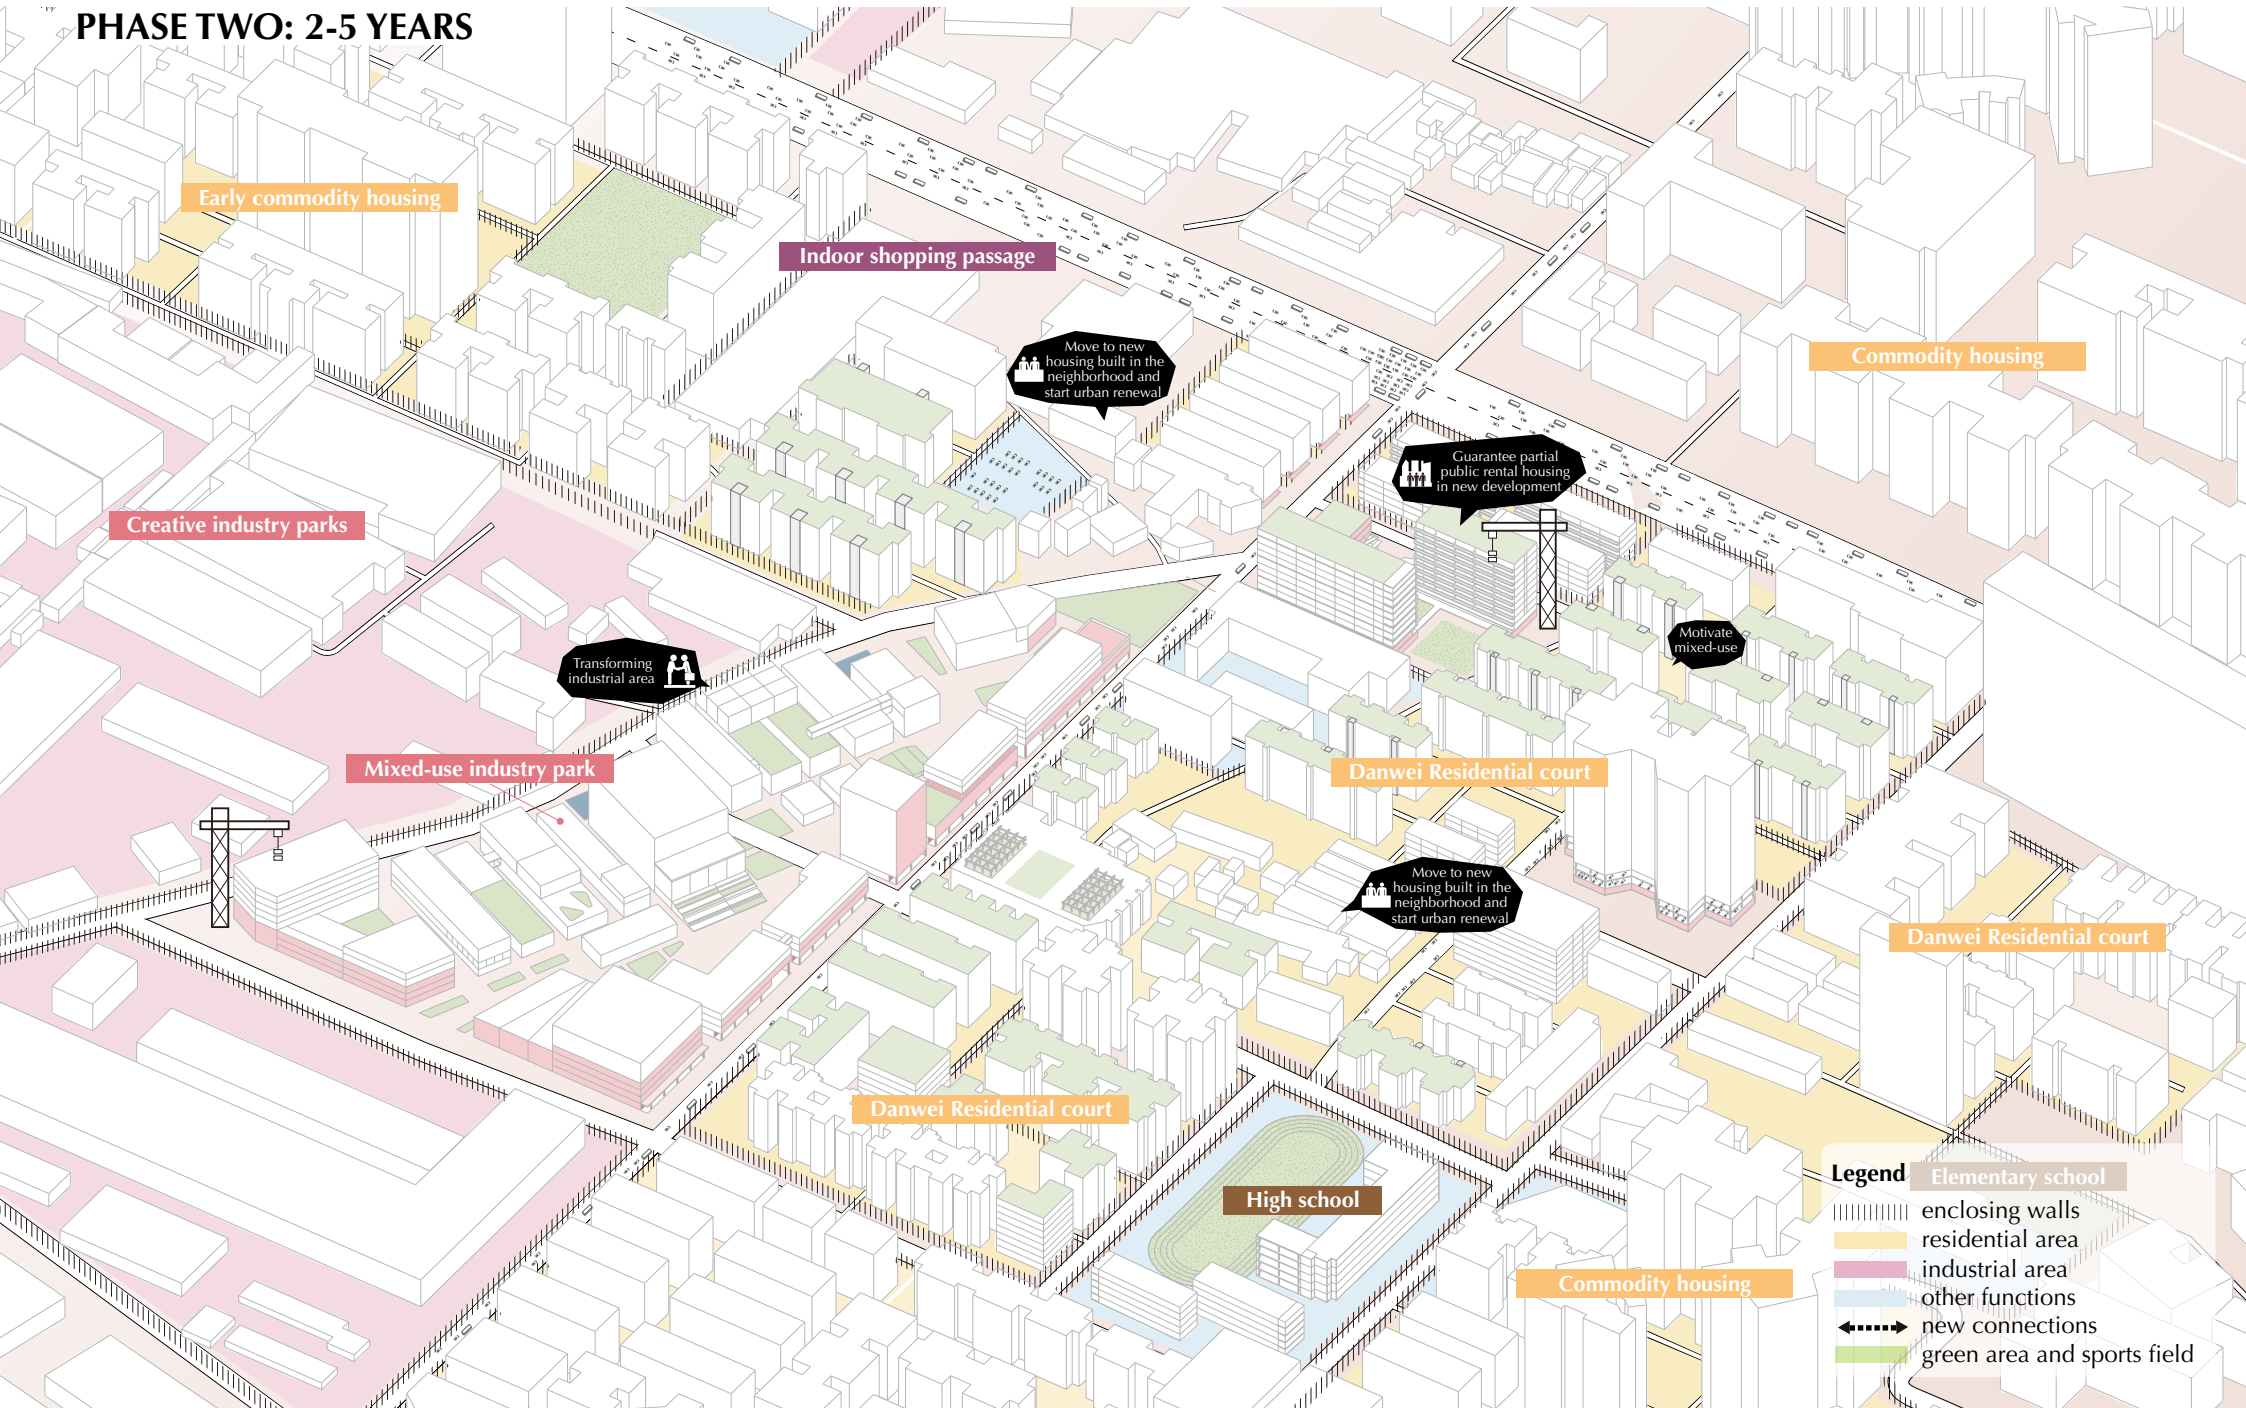 PHASE TWO: 2-5 YEARS
Early commodity housing
Indoor shopping passage
Move to new
housing built in the
neighborhood and
start urban renewal
Commodity housing
Guarantee partial
public rental housing
in new development
Creative industry parks
Motivate
mixed-use
Transforming
industrial area
Mixed-use industry park
Danwei Residential court
Move to new
housing built in the
neighborhood and
start urban renewal
Danwei Residential court
Danwei Residential court
High school
Commodity housing
Legend
Elementary school
enclosing walls
residential area
industrial area
other functions
new connections
green area and sports field